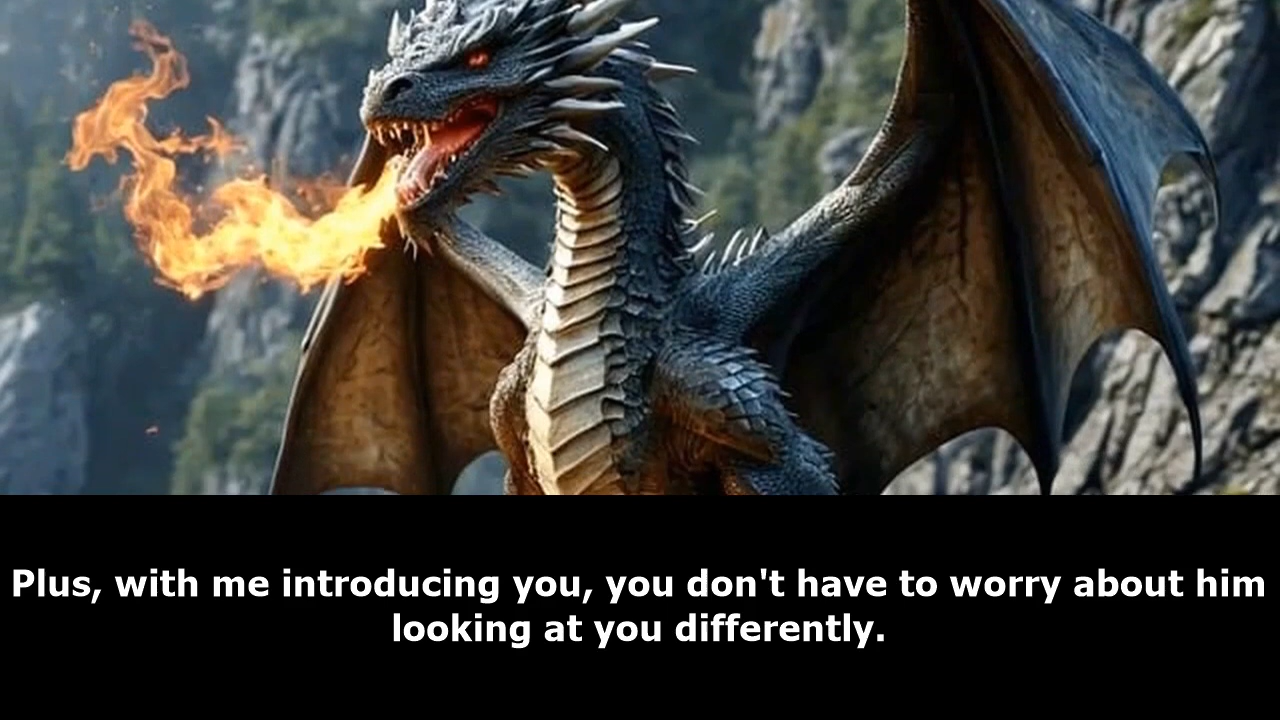 Plus, with me introducing you, you don't have to worry about him
looking at you differently.